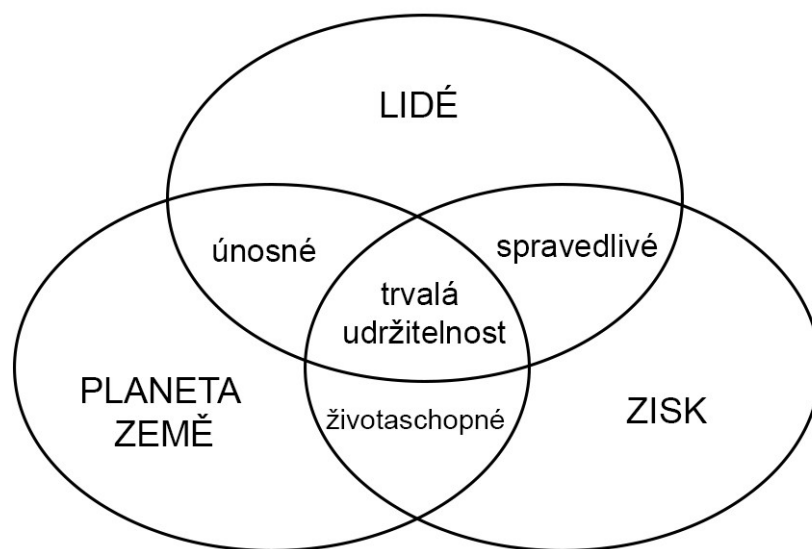 LIDÉ
únosné
spravedlivé
trvalá
udržitelnost
PLANETA
ZEMĚ
životaschopné
ZISK